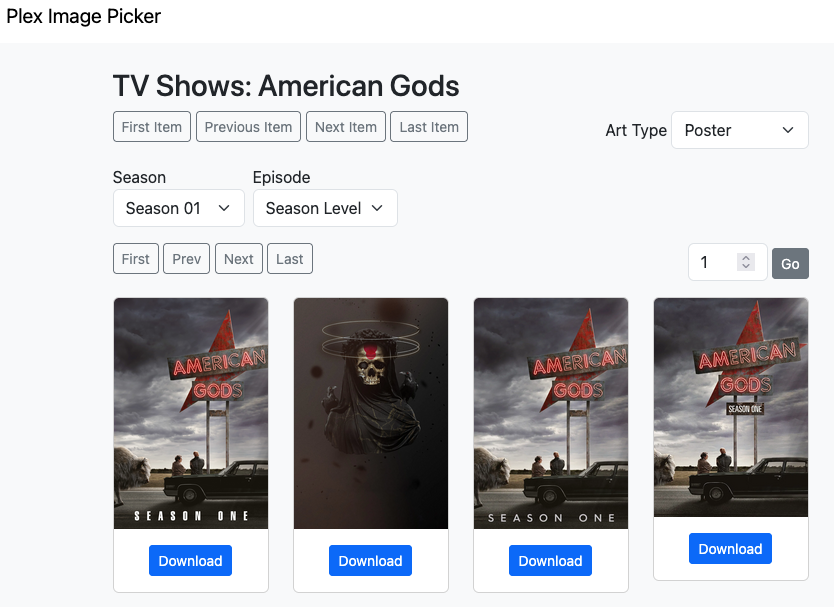 Plex Image Picker
TV Shows: American Gods
First Item Previous Item Next Item Last Item
Art Type Poster
Season Episode
Season 01 Season Level
First Prev Next Last
1 Go
AMERICAN
GODS
SEASON ONE
AMERICAN
GODS
SEASON ONE
AMERICAN
GODS
SEASON ONE
Download Download Download Download